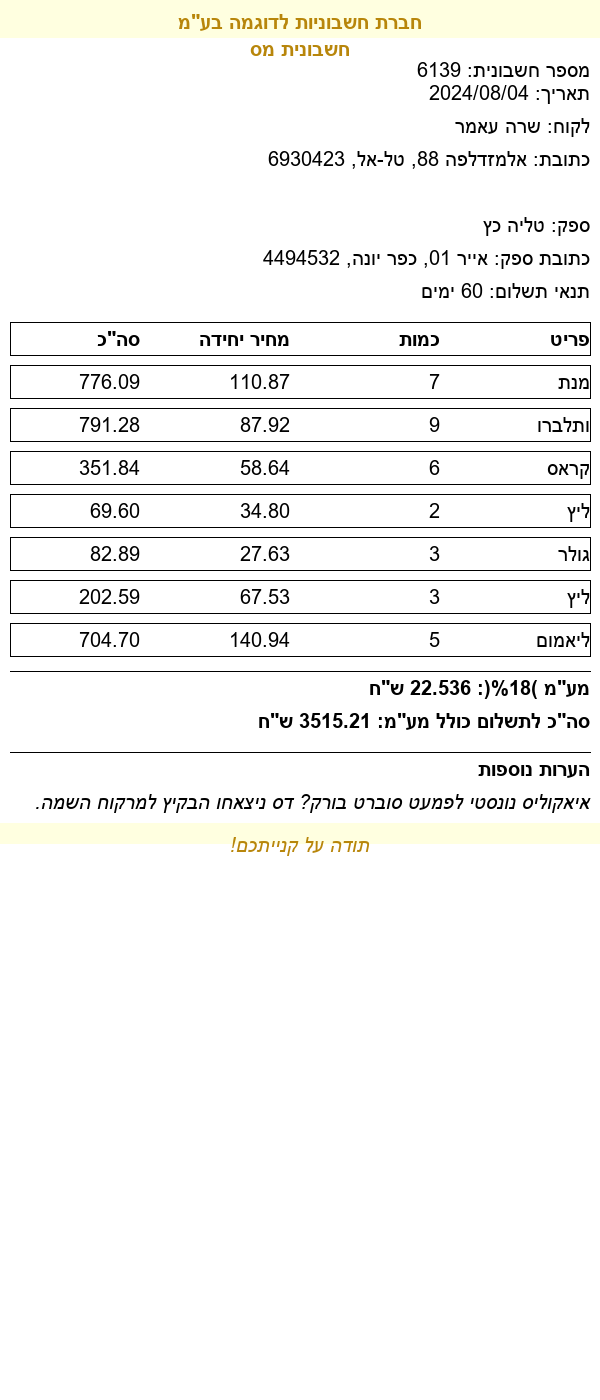 חברת חשבוניות לדוגמה בע"מ
חשבונית מס
מספר חשבונית: 6139
תאריך: 2024/08/04
לקוח: שרה עאמר
כתובת: אלמזדלפה 88, טל-אל, 6930423
ספק: טליה כץ
כתובת ספק: אייר 01, כפר יונה, 4494532
תנאי תשלום: 60 ימים
פריט כמות מחיר יחידה סה"כ
מנת 7 110.87 776.09
ותלברו 9 87.92 791.28
קראס 6 58.64 351.84
ליץ 2 34.80 69.60
גולר 3 27.63 82.89
ליץ 3 67.53 202.59
ליאמום 5 140.94 704.70
מע"מ )18%(: 22.536 ש"ח
סה"כ לתשלום כולל מע"מ: 3515.21 ש"ח
הערות נוספות
איאקוליס נונסטי לפמעט סוברט בורק? דס ניצאחו הבקיץ למרקוח השמה.
תודה על קנייתכם!